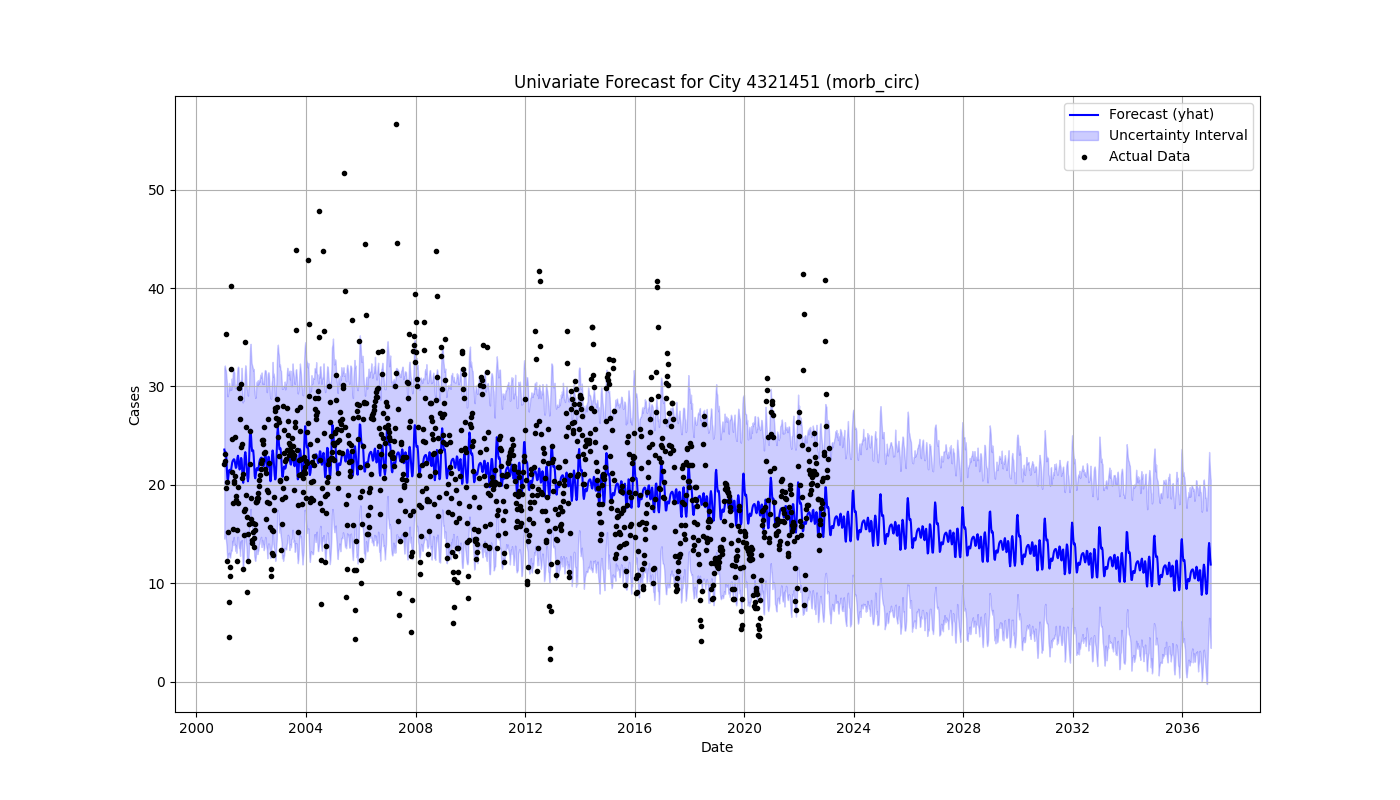 Univariate Forecast for City 4321451 (morb_circ)
Forecast (yhat)
Uncertainty Interval
Actual Data
Cases
50
40
30
20
10
0
2000 2004 2008 2012 2016 2020 2024 2028 2032 2036
Date